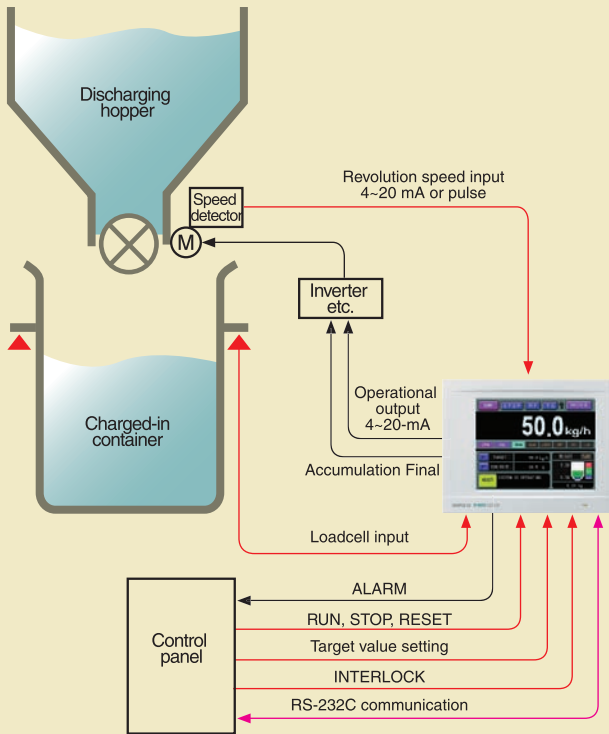 Discharging
hopper
Speed
detector
M
Revolution speed input
4~20 mA or pulse
Inverter
etc.
Operational
output
4~20-mA
Accumulation Final
50.0kg/h
Charged-in
container
Loadcell input
Control
panel
ALARM
RUN, STOP, RESET
Target value setting
INTERLOCK
RS-232C communication